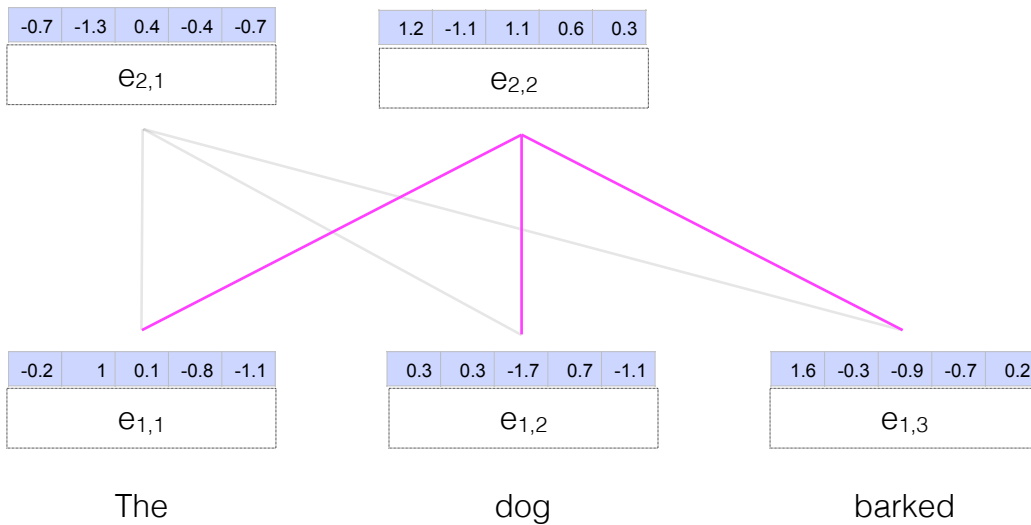 -0.7 -1.3 0.4 -0.4 -0.7 1.2 -1.1 1.1 0.6 0.3
e2,1 e2,2
-0.2 1 0.1 -0.8 -1.1 0.3 0.3 -1.7 0.7 -1.1 1.6 -0.3 -0.9 -0.7 0.2
e1,1 e1,2 e1,3
The dog barked